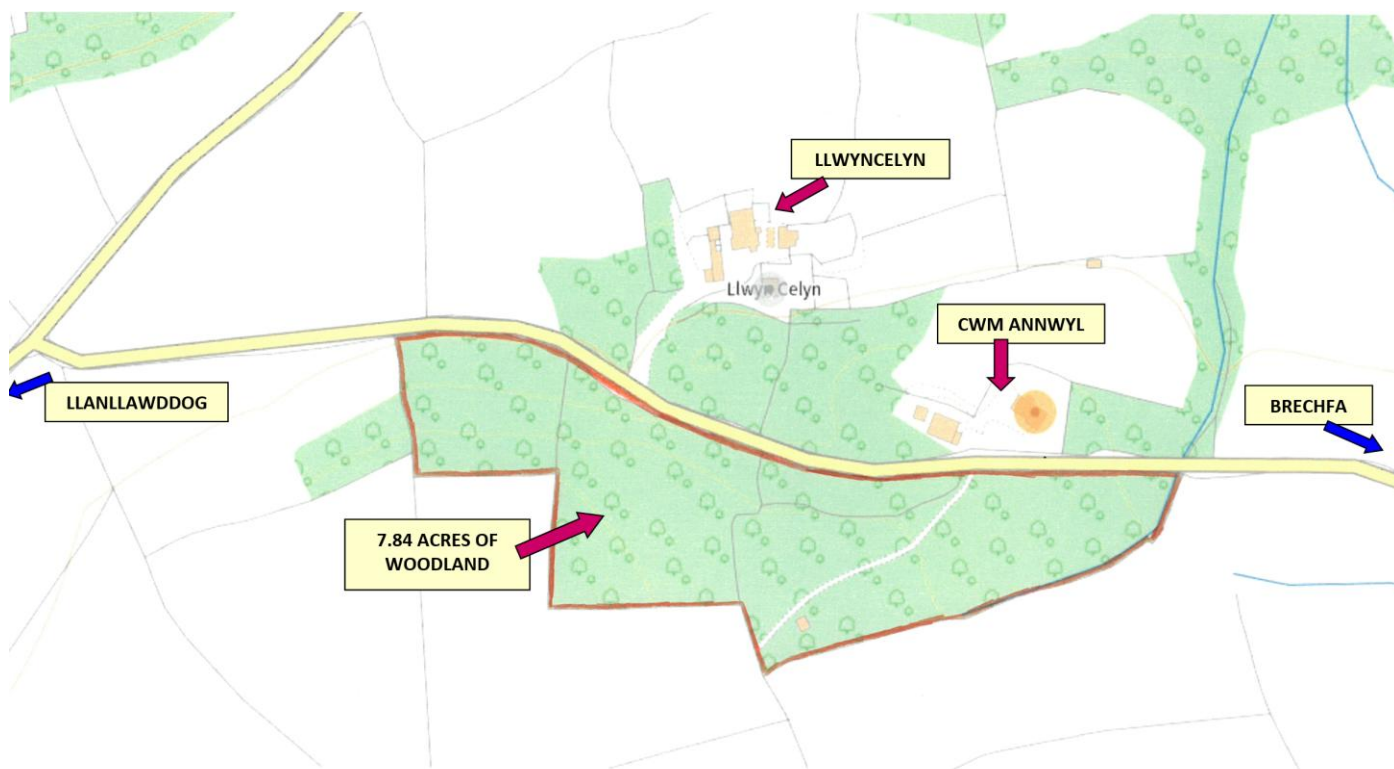 LLWYNCELYN
Llwyn Celyn
CWM ANNWYL
LLANLLAWDDOG
BRECHFA
7.84 ACRES OF
WOODLAND